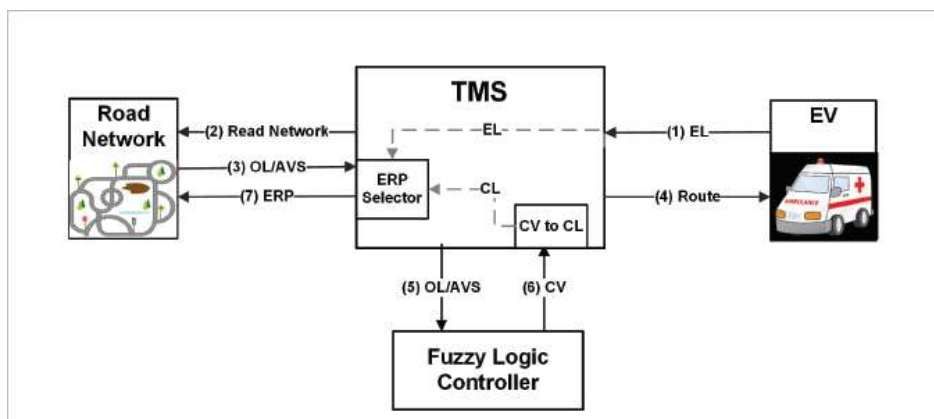 TMS
Road
Network
EV
(2) Read Network
EL
(1) EL
(3) OL/AVS
ERP
Selector
CL
(7) ERP
(4) Route
CV to CL
AMBULANCE
(5) OL/AVS
(6) CV
Fuzzy Logic
Controller